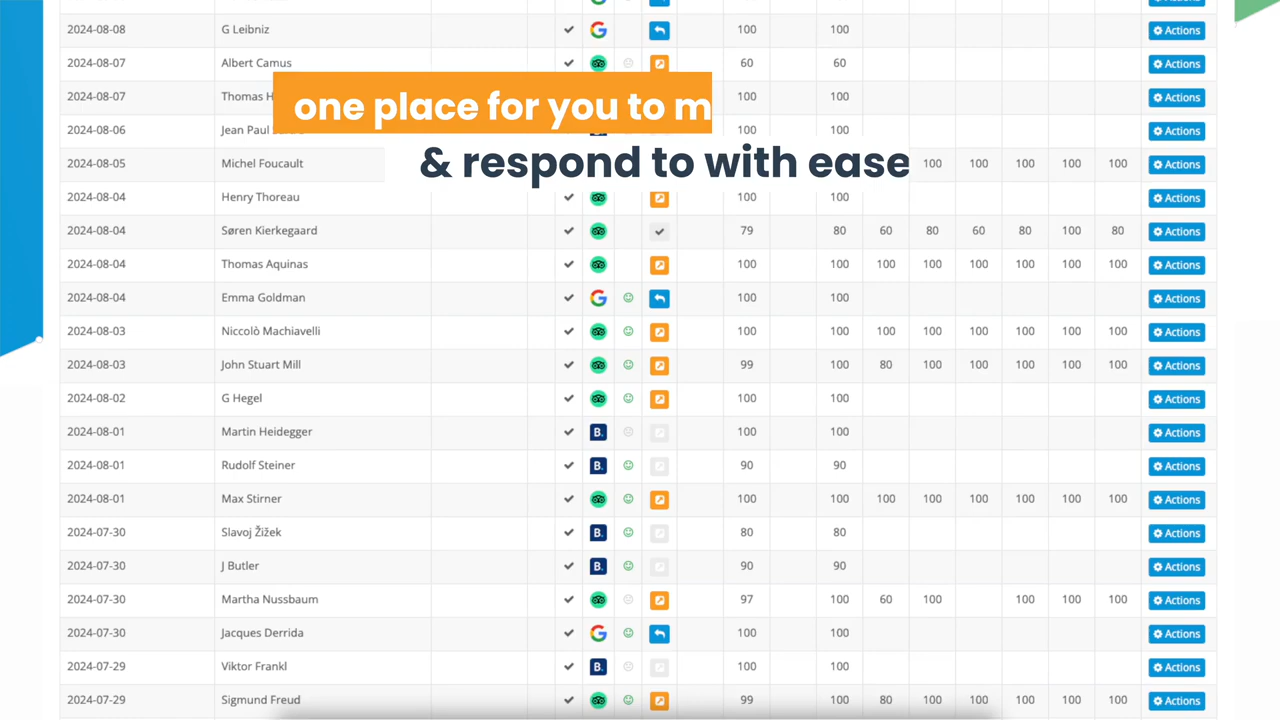 2024-08-08 G Leibniz 100 100 Actions
2024-08-07 Albert Camus 60 60 Actions
2024-08-07 Thomas 100 100 Actions
one place for you to m
2024-08-06 Jean Paul 100 100 Actions
& respond to with ease
2024-08-05 Michel Foucault 100 100 100 100 100 Actions
2024-08-04 Henry Thoreau 100 100 Actions
2024-08-04 Søren Kierkegaard 79 80 60 80 60 80 100 80 Actions
2024-08-04 Thomas Aquinas 100 100 100 100 100 100 100 100 Actions
2024-08-04 Emma Goldman 100 100 Actions
2024-08-03 Niccolò Machiavelli 100 100 100 100 100 100 100 100 Actions
2024-08-03 John Stuart Mill 99 100 80 100 100 100 100 100 Actions
2024-08-02 G Hegel 100 100 Actions
2024-08-01 Martin Heidegger B. 100 100 Actions
2024-08-01 Rudolf Steiner B. 90 90 Actions
2024-08-01 Max Stirner 100 100 100 100 100 100 100 100 Actions
2024-07-30 Slavoj Žižek B. 80 80 Actions
2024-07-30 J Butler B. 90 90 Actions
2024-07-30 Martha Nussbaum 97 100 60 100 100 100 100 Actions
2024-07-30 Jacques Derrida 100 100 Actions
2024-07-29 Viktor Frankl B. 100 100 Actions
2024-07-29 Sigmund Freud 99 100 80 100 100 100 100 100 Actions